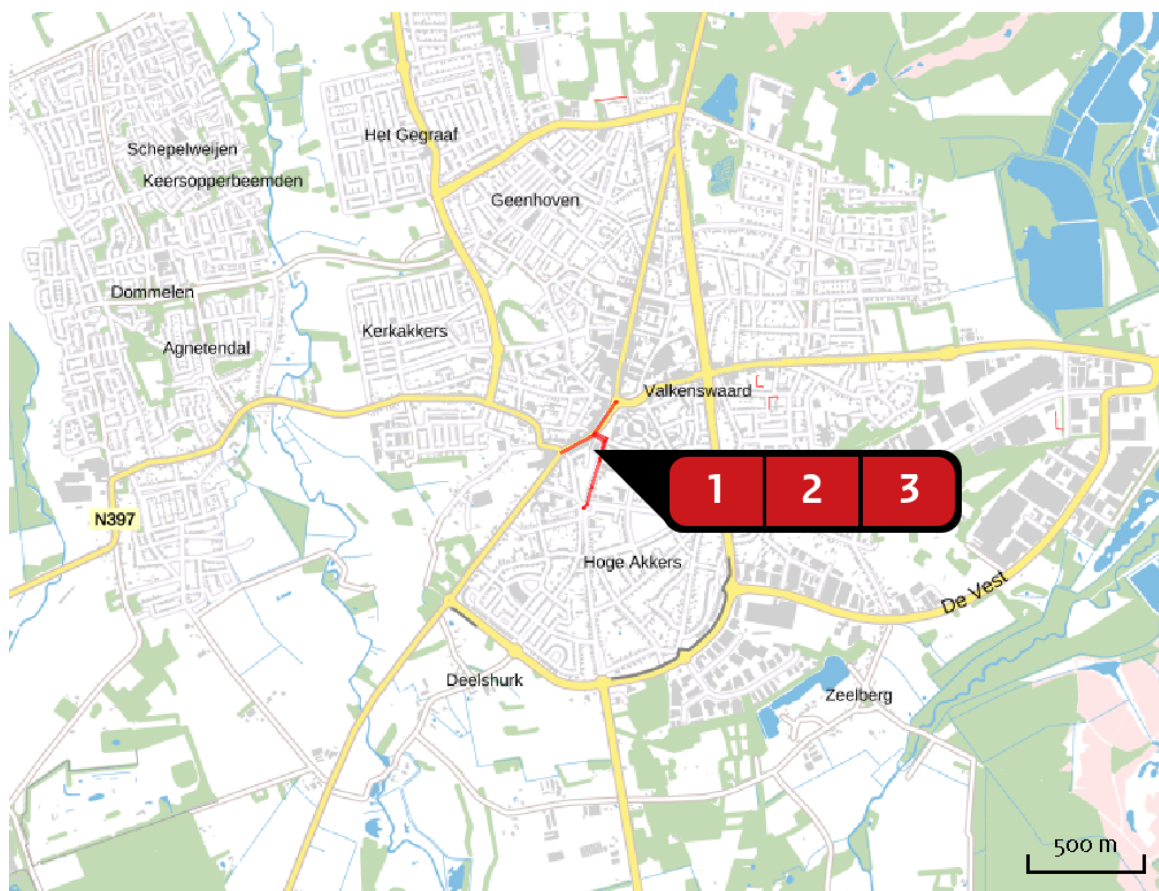 Het Gegraaf
Schepelweijen
Keersopperbeemden
Geenhoven
Dommelen
Kerkakkers
Agnetendal
Valkenswaard
1 2 3
N397
Hoge Akkers
De Vest
Deelshurk
Zeelberg
500 m